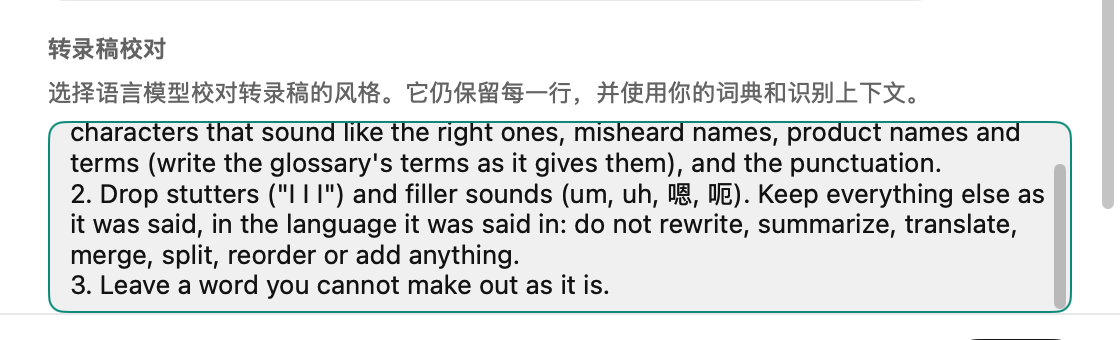 转录稿校对
选择语言模型校对转录稿的风格。它仍保留每一行，并使用你的词典和识别上下文。
characters that sound like the right ones, misheard names, product names and
terms (write the glossary's terms as it gives them), and the punctuation.
2. Drop stutters ("I I I") and filler sounds (um, uh, 嗯, 呃). Keep everything else as
it was said, in the language it was said in: do not rewrite, summarize, translate,
merge, split, reorder or add anything.
3. Leave a word you cannot make out as it is.